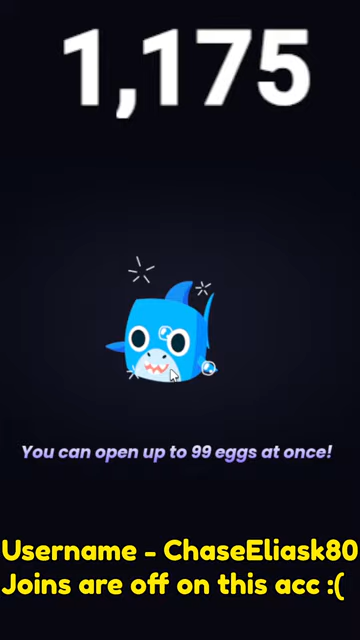 1,175
You can open up to 99 eggs at once!
Username - ChaseEliask80
Joins are off on this acc :(